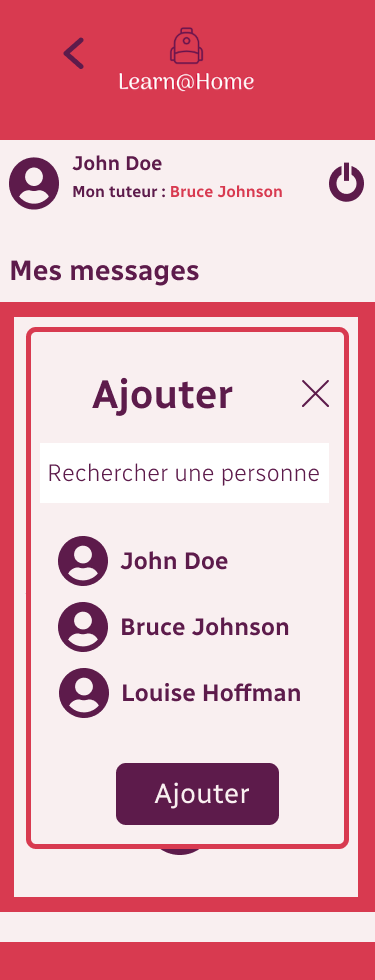 Learn@Home
John Doe
Mon tuteur : Bruce Johnson
Mes messages
Ajouter
Rechercher une personne
John Doe
Bruce Johnson
Louise Hoffman
Ajouter